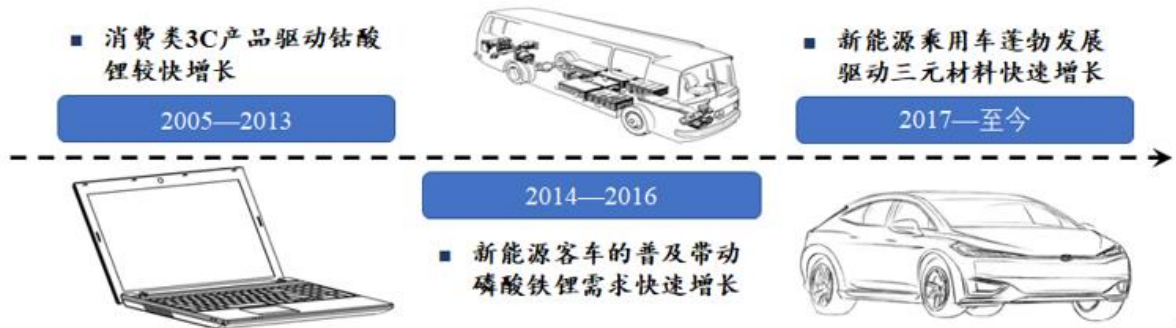 ■ 消费类3C产品驱动钴酸
锂较快增长
2005—2013
2014—2016
■ 新能源客车的普及带动
磷酸铁锂需求快速增长
■ 新能源乘用车蓬勃发展
驱动三元材料快速增长
2017—至今